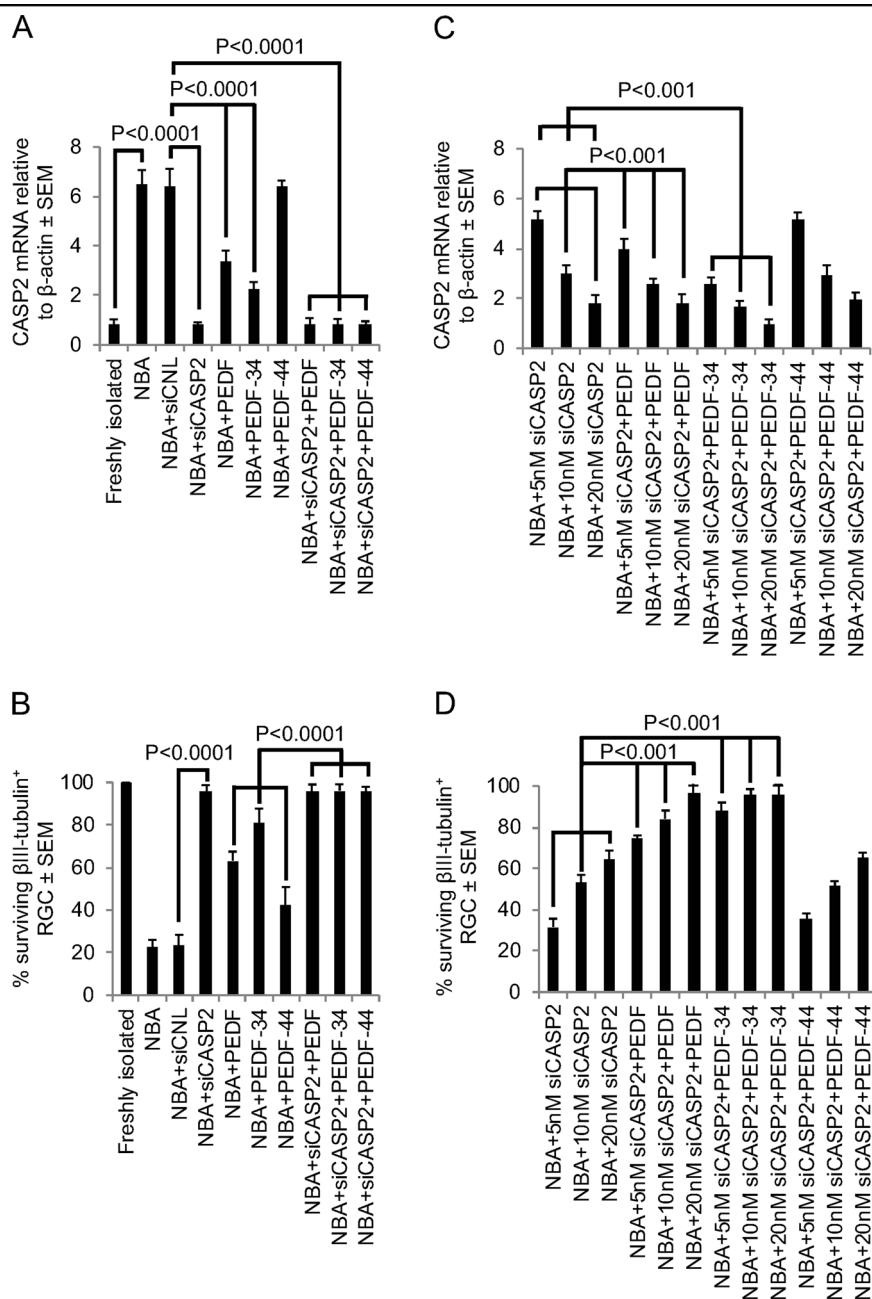 A
P<0.0001
P<0.0001
P<0.0001
CASP2 mRNA relative
to β-actin ± SEM
8
6
4
2
0
Freshly isolated
NBA
NBA+siCNL
NBA+siCASP2
NBA+PEDF
NBA+PEDF-34
NBA+PEDF-44
NBA+siCASP2+PEDF
NBA+siCASP2+PEDF-34
NBA+siCASP2+PEDF-44
C
P<0.001
P<0.001
CASP2 mRNA relative
to β-actin ± SEM
8
6
4
2
0
NBA+5nM siCASP2
NBA+10nM siCASP2
NBA+20nM siCASP2
NBA+5nM siCASP2+PEDF
NBA+10nM siCASP2+PEDF
NBA+20nM siCASP2+PEDF
NBA+5nM siCASP2+PEDF-34
NBA+10nM siCASP2+PEDF-34
NBA+20nM siCASP2+PEDF-34
NBA+5nM siCASP2+PEDF-44
NBA+10nM siCASP2+PEDF-44
NBA+20nM siCASP2+PEDF-44
B
P<0.0001
P<0.0001
% surviving βIII-tubulin⁺
RGC ± SEM
100
80
60
40
20
0
Freshly isolated
NBA
NBA+siCNL
NBA+siCASP2
NBA+PEDF
NBA+PEDF-34
NBA+PEDF-44
NBA+siCASP2+PEDF
NBA+siCASP2+PEDF-34
NBA+siCASP2+PEDF-44
D
P<0.001
P<0.001
% surviving βIII-tubulin⁺
RGC ± SEM
100
80
60
40
20
0
NBA+5nM siCASP2
NBA+10nM siCASP2
NBA+20nM siCASP2
NBA+5nM siCASP2+PEDF
NBA+10nM siCASP2+PEDF
NBA+20nM siCASP2+PEDF
NBA+5nM siCASP2+PEDF-34
NBA+10nM siCASP2+PEDF-34
NBA+20nM siCASP2+PEDF-34
NBA+5nM siCASP2+PEDF-44
NBA+10nM siCASP2+PEDF-44
NBA+20nM siCASP2+PEDF-44